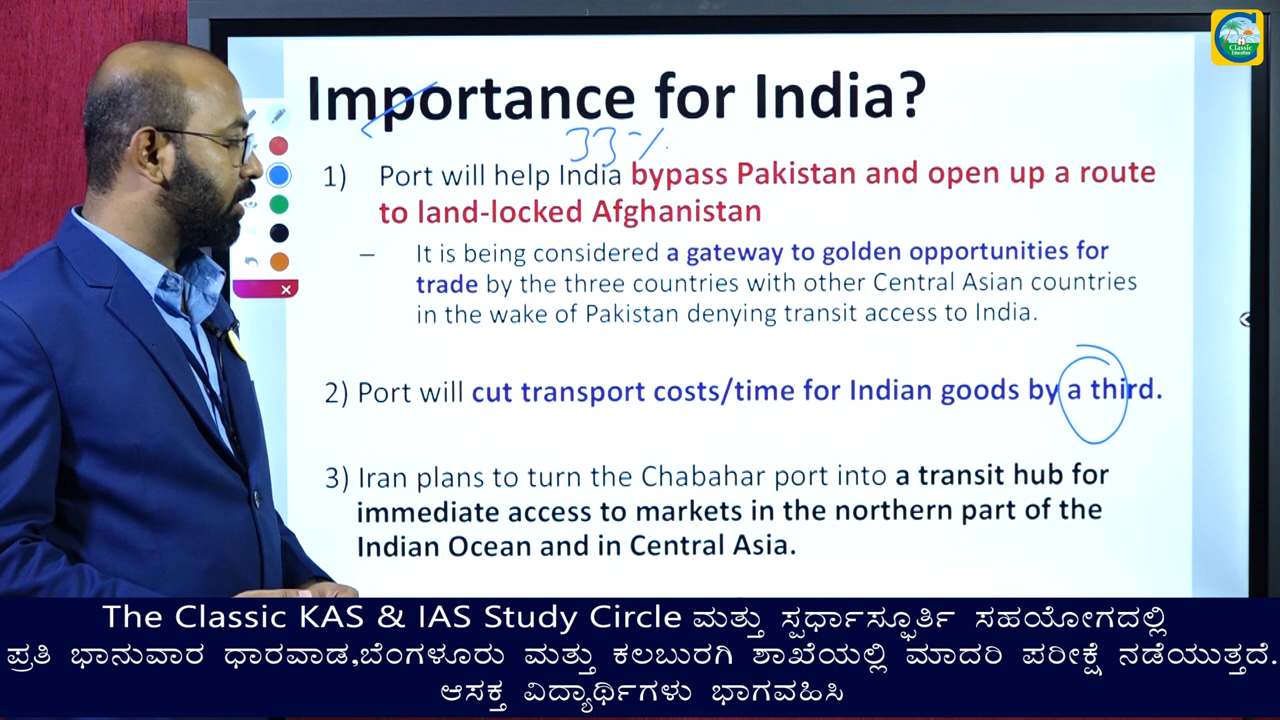 Classic
Education
Importance for India?
33%
1) Port will help India bypass Pakistan and open up a route
to land-locked Afghanistan
– It is being considered a gateway to golden opportunities for
trade by the three countries with other Central Asian countries
in the wake of Pakistan denying transit access to India.
2) Port will cut transport costs/time for Indian goods by a third.
3) Iran plans to turn the Chabahar port into a transit hub for
immediate access to markets in the northern part of the
Indian Ocean and in Central Asia.
The Classic KAS & IAS Study Circle ಮತ್ತು ಸ್ಪರ್ಧಾಸ್ಫೂರ್ತಿ ಸಹಯೋಗದಲ್ಲಿ
ಪ್ರತಿ ಭಾನುವಾರ ಧಾರವಾಡ,ಬೆಂಗಳೂರು ಮತ್ತು ಕಲಬುರಗಿ ಶಾಖೆಯಲ್ಲಿ ಮಾದರಿ ಪರೀಕ್ಷೆ ನಡೆಯುತ್ತದೆ.
ಆಸಕ್ತ ವಿದ್ಯಾರ್ಥಿಗಳು ಭಾಗವಹಿಸಿ